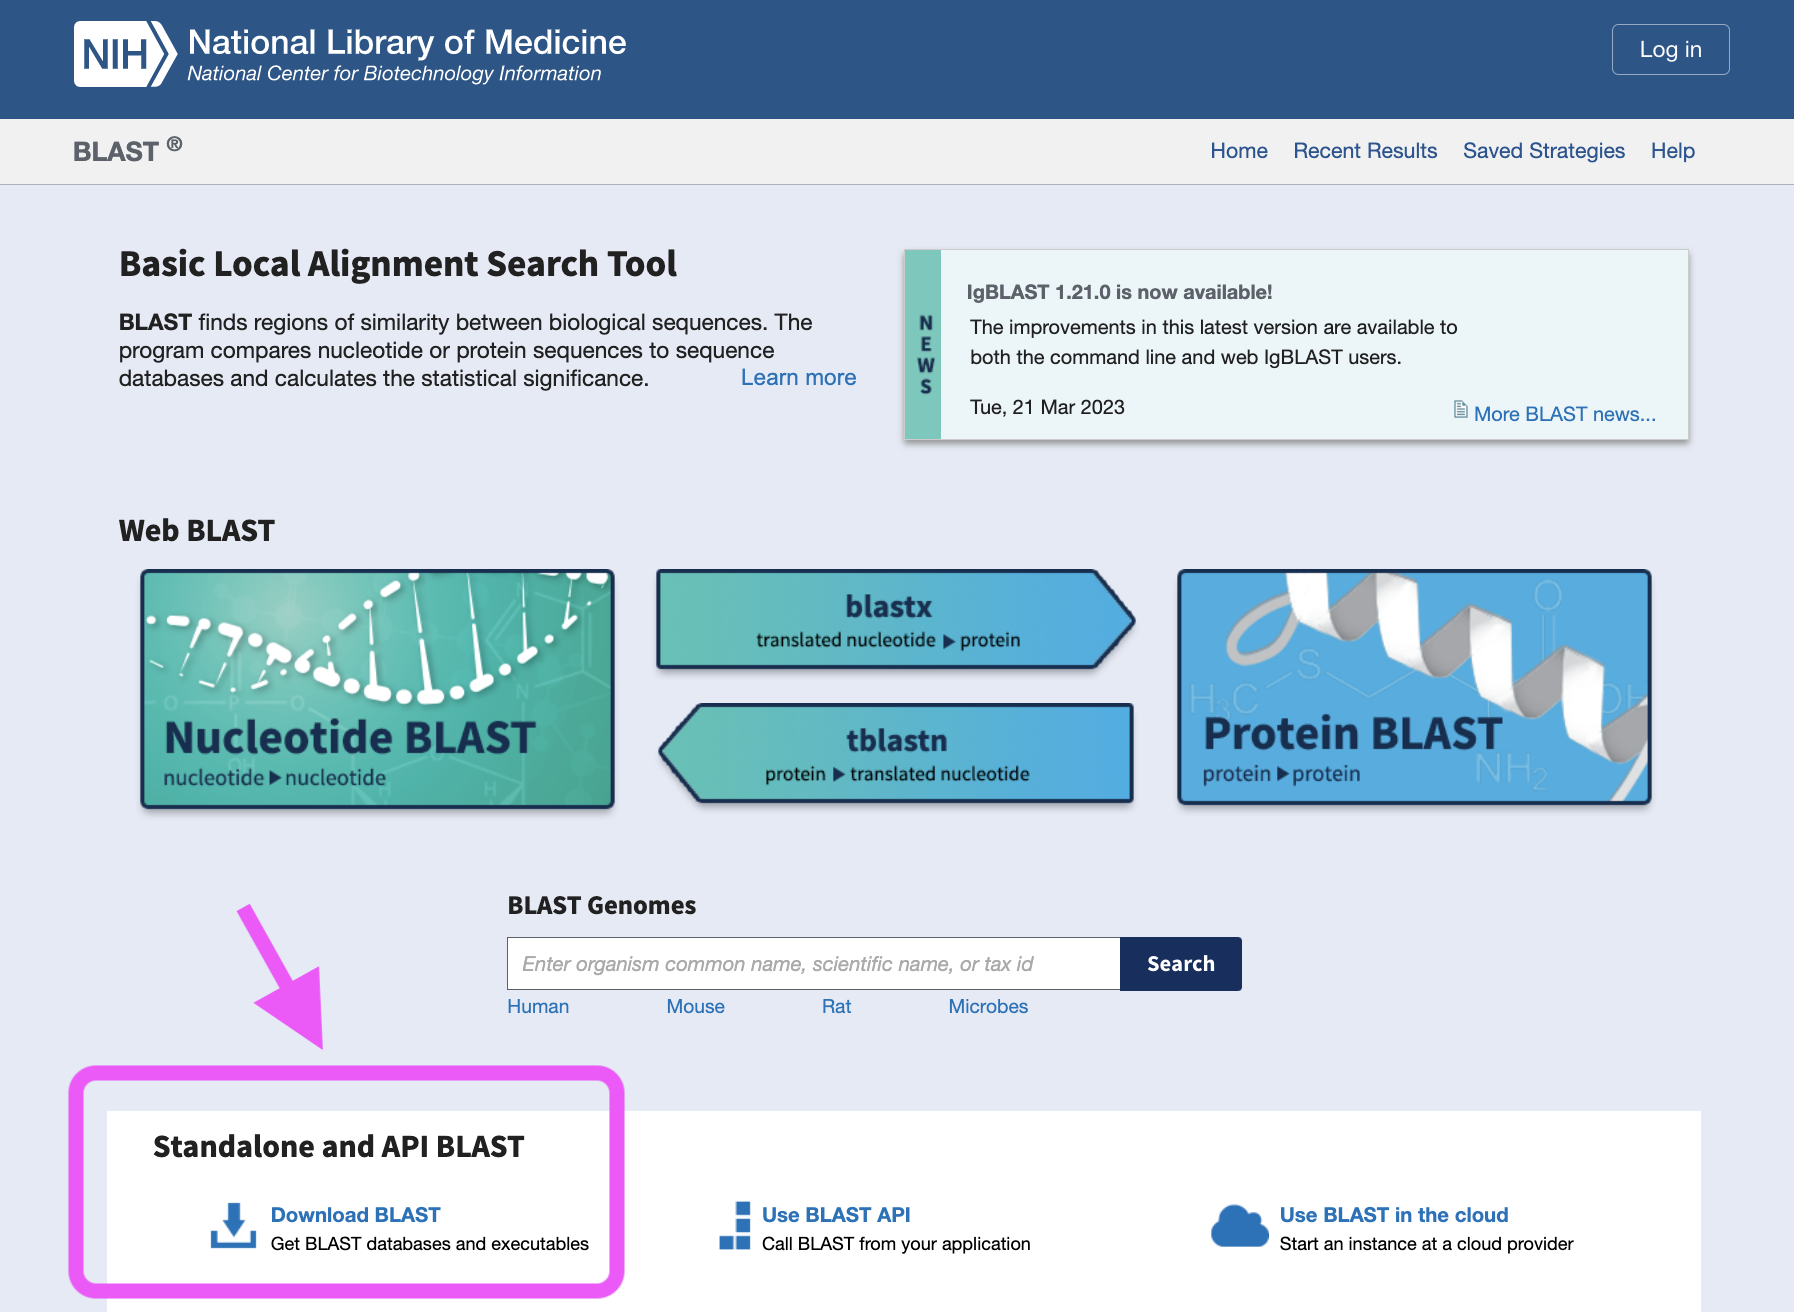 NIH National Library of Medicine
National Center for Biotechnology Information
Log in
BLAST ®
Home Recent Results Saved Strategies Help
Basic Local Alignment Search Tool
BLAST finds regions of similarity between biological sequences. The
program compares nucleotide or protein sequences to sequence
databases and calculates the statistical significance. Learn more
NEWS
IgBLAST 1.21.0 is now available!
The improvements in this latest version are available to
both the command line and web IgBLAST users.
Tue, 21 Mar 2023
More BLAST news...
Web BLAST
O P O
OH
N
H
H
Nucleotide BLAST
nucleotide ▶ nucleotide
blastx
translated nucleotide ▶ protein
tblastn
protein ▶ translated nucleotide
O
S
H₃C
OH
NH₂
Protein BLAST
protein ▶ protein
BLAST Genomes
Enter organism common name, scientific name, or tax id
Search
Human Mouse Rat Microbes
Standalone and API BLAST
Download BLAST
Get BLAST databases and executables
Use BLAST API
Call BLAST from your application
Use BLAST in the cloud
Start an instance at a cloud provider